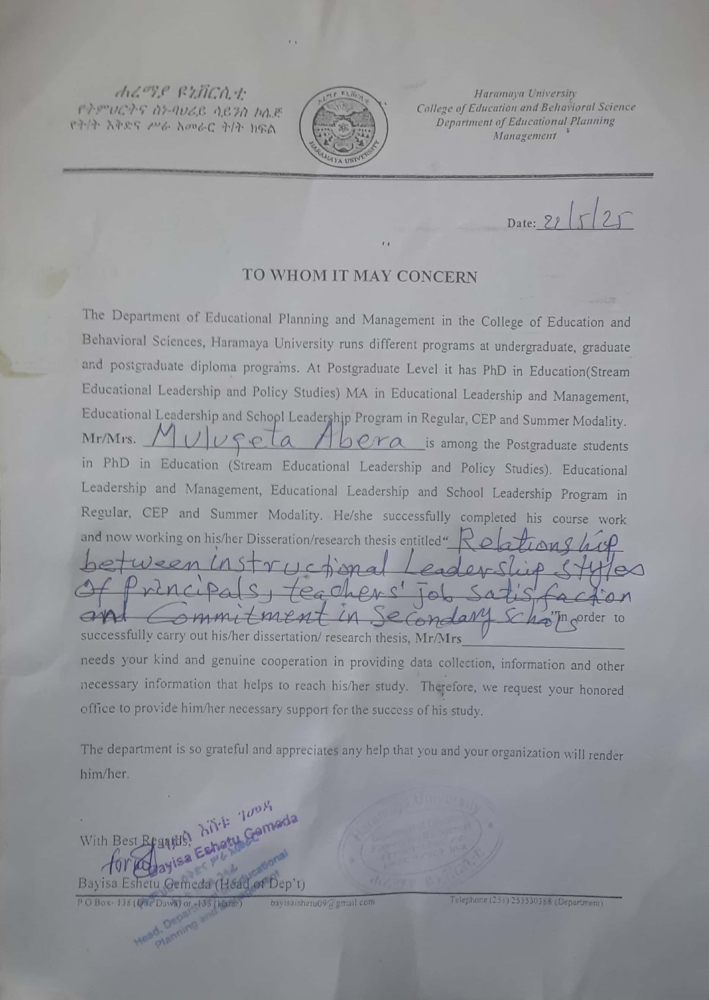 ሐረማያ ዩኒቨርሲቲ
የትምህርትና ስነ-ባህሪይ ሳይንስ ኮሌጅ
የት/ት እቅድና ሥራ አመራር ት/ት ክፍል
ሐረማያ ዩኒቨርሲቲ
HARAMAYA UNIVERSITY
Haramaya University
College of Education and Behavioral Science
Department of Educational Planning
Management
Date: 22/5/25
TO WHOM IT MAY CONCERN
The Department of Educational Planning and Management in the College of Education and
Behavioral Sciences, Haramaya University runs different programs at undergraduate, graduate
and postgraduate diploma programs. At Postgraduate Level it has PhD in Education(Stream
Educational Leadership and Policy Studies) MA in Educational Leadership and Management,
Educational Leadership and School Leadership Program in Regular, CEP and Summer Modality.
Mr/Mrs. Mulugeta Abera is among the Postgraduate students
in PhD in Education (Stream Educational Leadership and Policy Studies). Educational
Leadership and Management, Educational Leadership and School Leadership Program in
Regular, CEP and Summer Modality. He/she successfully completed his course work
and now working on his/her Disseration/research thesis entitled“ Relationship
between instructional Leadership styles
of Principals, teachers' job satisfaction
and Commitment in Secondary schools ”In order to
successfully carry out his/her dissertation/ research thesis, Mr/Mrs
needs your kind and genuine cooperation in providing data collection, information and other
necessary information that helps to reach his/her study. Therefore, we request your honored
office to provide him/her necessary support for the success of his study.
The department is so grateful and appreciates any help that you and your organization will render
him/her.
With Best Regards,
for
እሸቱ ገመዳ
Bayisa Eshetu Gemeda
Bayisa Eshetu Gemeda (Head of Dep't)
Head, Department of Educational
Planning and Management
Haramaya University
P O Box- 138 (Dire Dawa) or -135 (Harar) bayisaishetu09@gmail.com Telephone (251) 255530388 (Department)